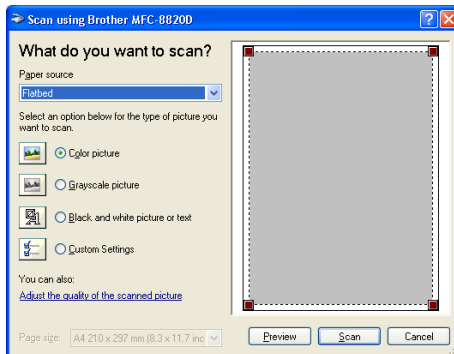 Scan using Brother MFC-8820D
What do you want to scan?
Paper source
Flatbed
Select an option below for the type of picture you
want to scan.
Color picture
Grayscale picture
Black and white picture or text
Custom Settings
You can also:
Adjust the quality of the scanned picture
Page size: A4 210 x 297 mm (8.3 x 11.7 inc
Preview Scan Cancel